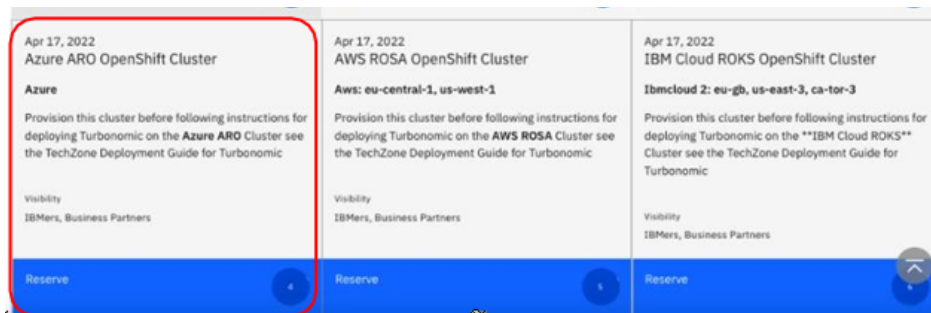 Apr 17, 2022
Azure ARO OpenShift Cluster
Azure
Provision this cluster before following instructions for
deploying Turbonomic on the Azure ARO Cluster see
the TechZone Deployment Guide for Turbonomic
Visibility
IBMers, Business Partners
Reserve
4
Apr 17, 2022
AWS ROSA OpenShift Cluster
Aws: eu-central-1, us-west-1
Provision this cluster before following instructions for
deploying Turbonomic on the AWS ROSA Cluster see
the TechZone Deployment Guide for Turbonomic
Visibility
IBMers, Business Partners
Reserve
5
Apr 17, 2022
IBM Cloud ROKS OpenShift Cluster
Ibmcloud 2: eu-gb, us-east-3, ca-tor-3
Provision this cluster before following instructions for
deploying Turbonomic on the **IBM Cloud ROKS**
Cluster see the TechZone Deployment Guide for
Turbonomic
Visibility
IBMers, Business Partners
Reserve
6